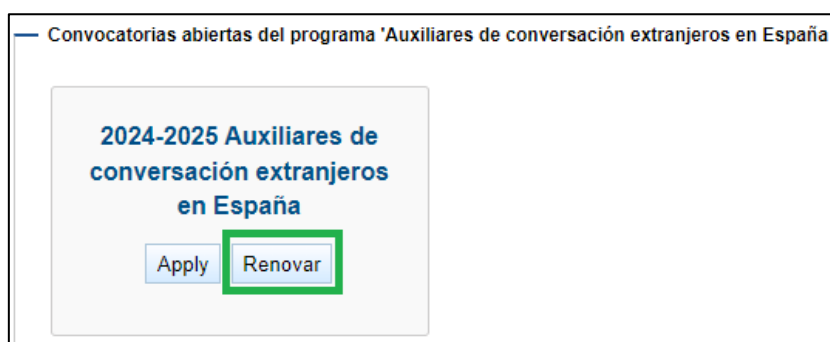 Convocatorias abiertas del programa 'Auxiliares de conversación extranjeros en España
2024-2025 Auxiliares de
conversación extranjeros
en España
Apply Renovar